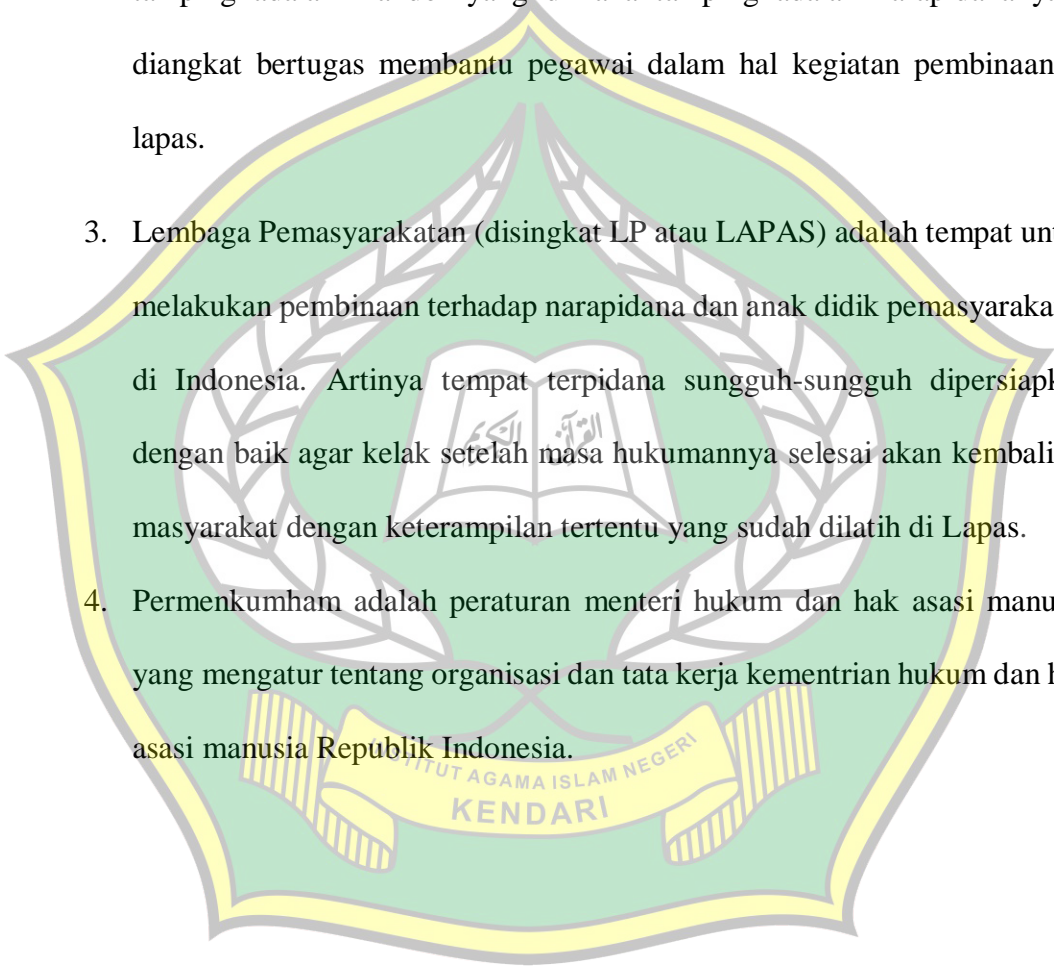 diangkat bertugas membantu pegawai dalam hal kegiatan pembinaan
lapas.
3. Lembaga Pemasyarakatan (disingkat LP atau LAPAS) adalah tempat unt
melakukan pembinaan terhadap narapidana dan anak didik pemasyaraka
di Indonesia. Artinya tempat terpidana sungguh-sungguh dipersiapk
القرآن الكريم
dengan baik agar kelak setelah masa hukumannya selesai akan kembali
masyarakat dengan keterampilan tertentu yang sudah dilatih di Lapas.
4. Permenkumham adalah peraturan menteri hukum dan hak asasi manu
yang mengatur tentang organisasi dan tata kerja kementrian hukum dan h
asasi manusia Republik Indonesia.
INSTITUT AGAMA ISLAM NEGERI
KENDARI